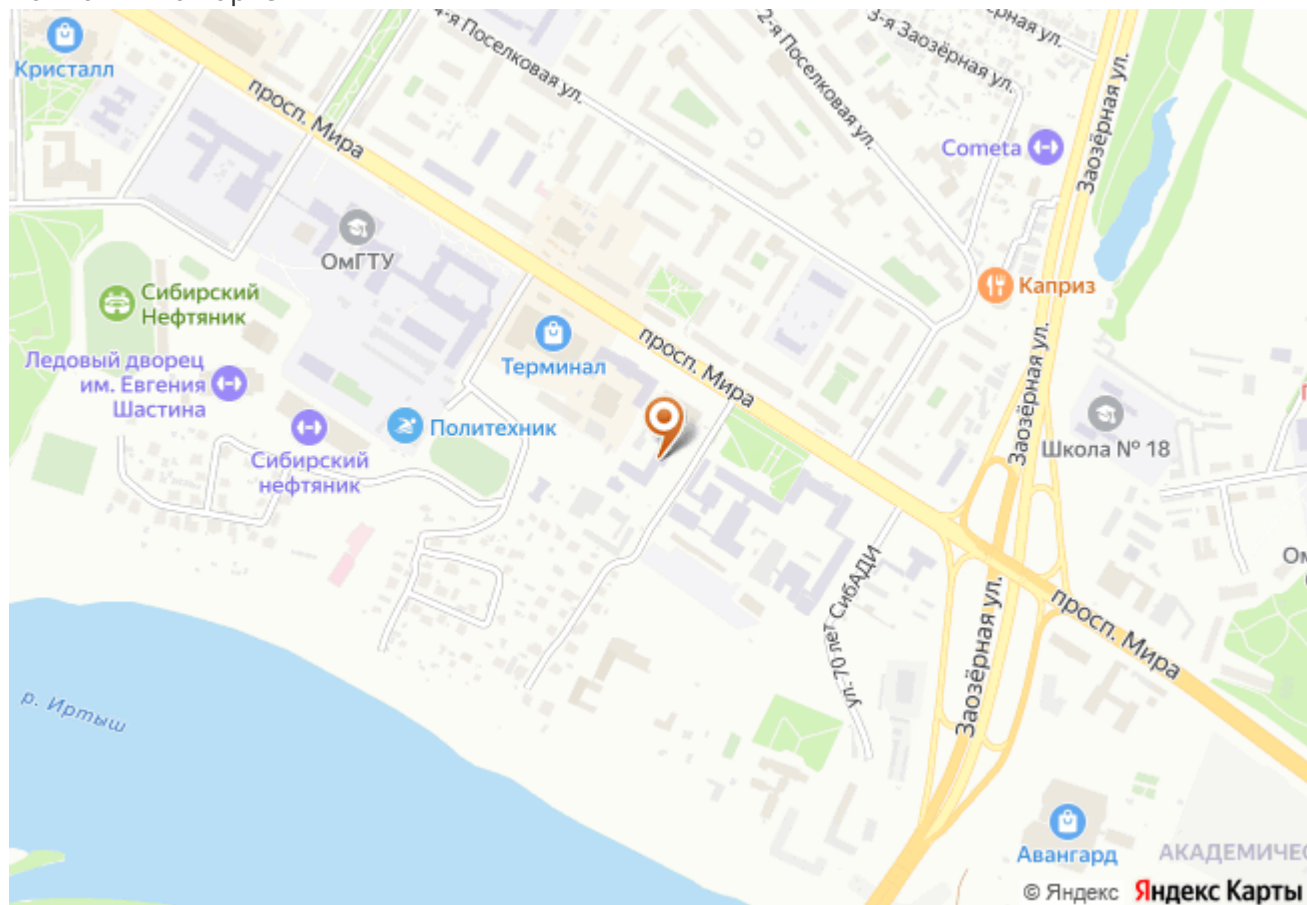 Кристалл
4-я Поселковая ул.
2-я Поселковая ул.
3-я Заозёрная ул.
просп. Мира
Cometa
Заозёрная ул.
ОмГТУ
Каприз
Сибирский
Нефтяник
Ледовый дворец
им. Евгения
Шастина
Терминал
просп. Мира
Заозёрная ул.
Школа № 18
Политехник
Сибирский
нефтяник
ул. 70 лет СибАДИ
Заозёрная ул.
просп. Мира
р. Иртыш
Авангард
АКАДЕМИЧЕС
© Яндекс Яндекс Карты